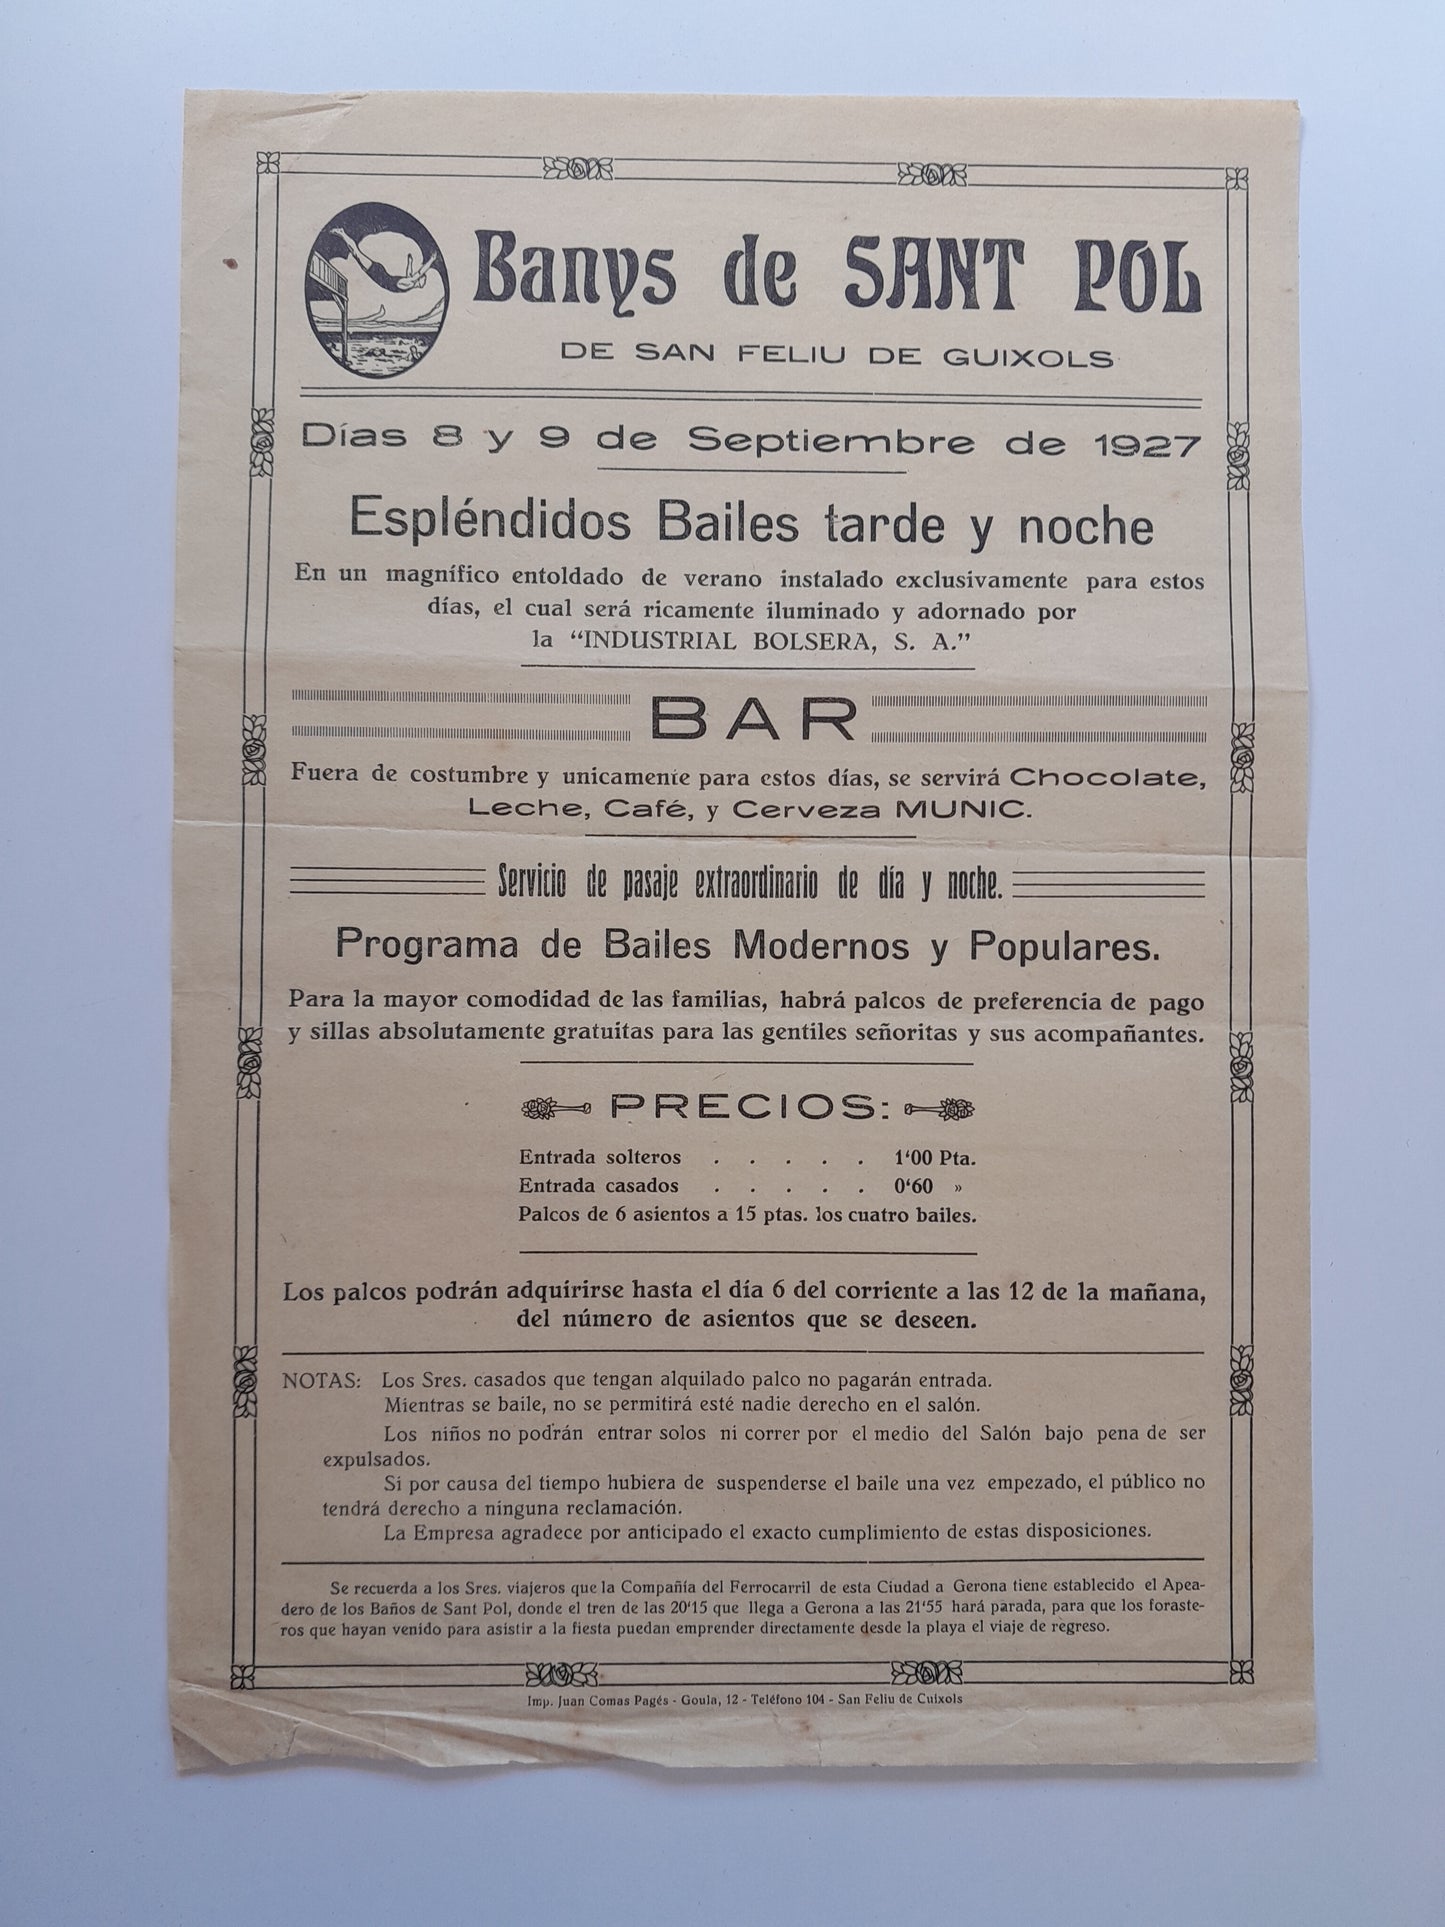 Banys de SANT POL
DE SAN FELIU DE GUIXOLS
Días 8 y 9 de Septiembre de 1927
Espléndidos Bailes tarde y noche
En un magnífico entoldado de verano instalado exclusivamente para estos
días, el cual será ricamente iluminado y adornado por
la “INDUSTRIAL BOLSERA, S. A.”
BAR
Fuera de costumbre y unicamente para estos días, se servirá Chocolate,
Leche, Café, y Cerveza MUNIC.
Servicio de pasaje extraordinario de día y noche.
Programa de Bailes Modernos y Populares.
Para la mayor comodidad de las familias, habrá palcos de preferencia de pago
y sillas absolutamente gratuitas para las gentiles señoritas y sus acompañantes.
PRECIOS:
Entrada solteros . . . . . 1‘00 Pta.
Entrada casados . . . . . 0‘60 »
Palcos de 6 asientos a 15 ptas. los cuatro bailes.
Los palcos podrán adquirirse hasta el día 6 del corriente a las 12 de la mañana,
del número de asientos que se deseen.
NOTAS: Los Sres. casados que tengan alquilado palco no pagarán entrada.
Mientras se baile, no se permitirá esté nadie derecho en el salón.
Los niños no podrán entrar solos ni correr por el medio del Salón bajo pena de ser
expulsados.
Si por causa del tiempo hubiera de suspenderse el baile una vez empezado, el público no
tendrá derecho a ninguna reclamación.
La Empresa agradece por anticipado el exacto cumplimiento de estas disposiciones.
Se recuerda a los Sres. viajeros que la Compañía del Ferrocarril de esta Ciudad a Gerona tiene establecido el Apea-
dero de los Baños de Sant Pol, donde el tren de las 20‘15 que llega a Gerona a las 21‘55 hará parada, para que los foraste-
ros que hayan venido para asistir a la fiesta puedan emprender directamente desde la playa el viaje de regreso.
Imp. Juan Comas Pagés - Goula, 12 - Teléfono 104 - San Feliu de Cuixols